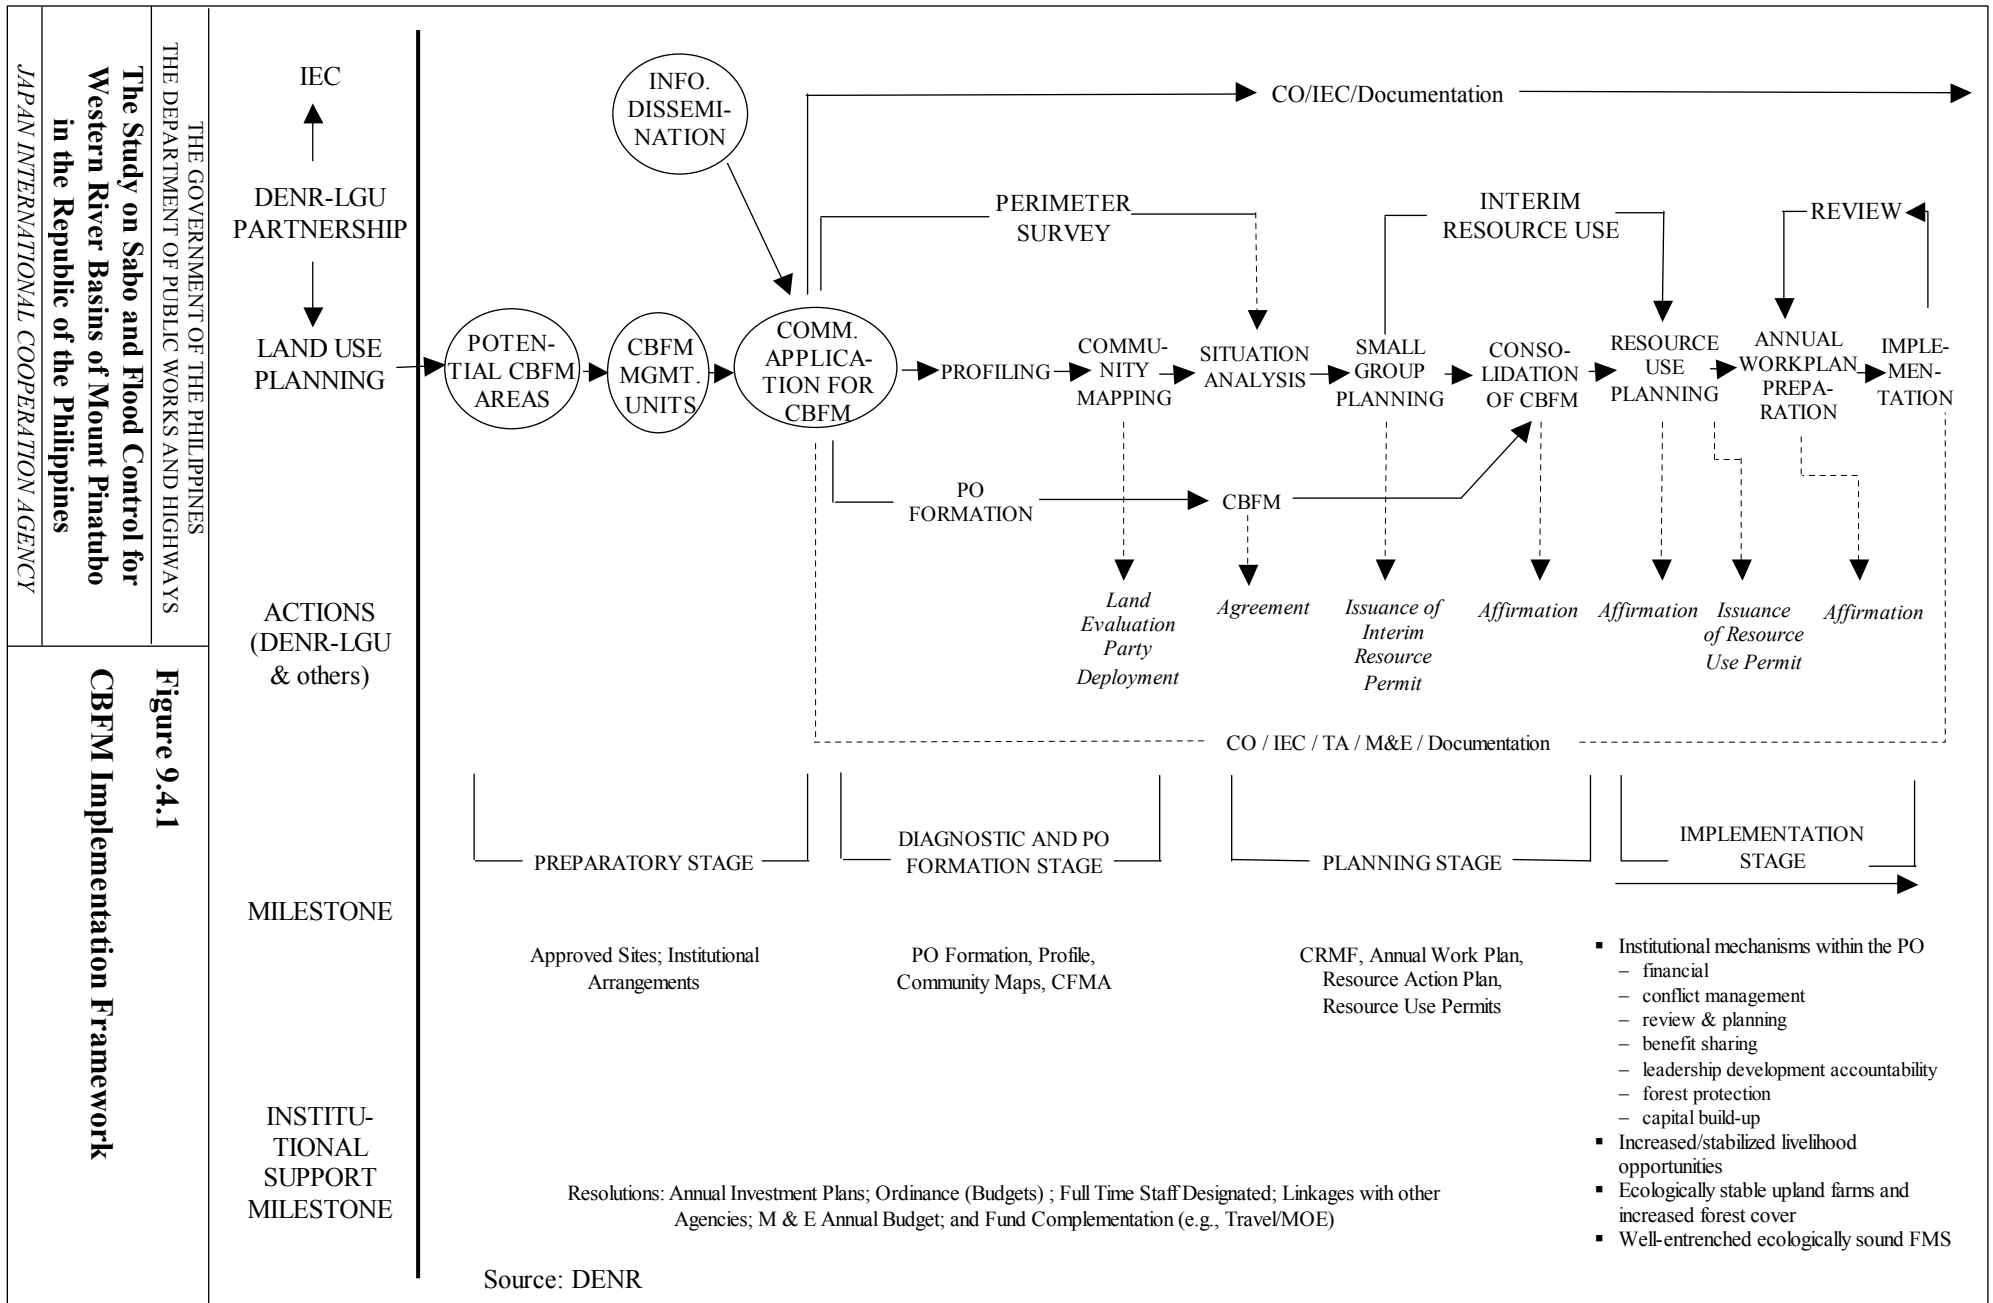 THE GOVERNMENT OF THE PHILIPPINES
THE DEPARTMENT OF PUBLIC WORKS AND HIGHWAYS
The Study on Sabo and Flood Control for
Western River Basins of Mount Pinatubo
in the Republic of the Philippines
JAPAN INTERNATIONAL COOPERATION AGENCY
Figure 9.4.1
CBFM Implementation Framework
IEC
DENR-LGU
PARTNERSHIP
LAND USE
PLANNING
INFO.
DISSEMI-
NATION
CO/IEC/Documentation
PERIMETER
SURVEY
INTERIM
RESOURCE USE
REVIEW
POTEN-
TIAL CBFM
AREAS
CBFM
MGMT.
UNITS
COMM.
APPLICA-
TION FOR
CBFM
PROFILING
COMMU-
NITY
MAPPING
SITUATION
ANALYSIS
SMALL
GROUP
PLANNING
CONSO-
LIDATION
OF CBFM
RESOURCE
USE
PLANNING
ANNUAL
WORKPLAN
PREPA-
RATION
IMPLE-
MEN-
TATION
PO
FORMATION
CBFM
ACTIONS
(DENR-LGU
& others)
Land
Evaluation
Party
Deployment
Agreement
Issuance of
Interim
Resource
Permit
Affirmation
Affirmation
Issuance
of Resource
Use Permit
Affirmation
CO / IEC / TA / M&E / Documentation
PREPARATORY STAGE
DIAGNOSTIC AND PO
FORMATION STAGE
PLANNING STAGE
IMPLEMENTATION
STAGE
MILESTONE
Approved Sites; Institutional
Arrangements
PO Formation, Profile,
Community Maps, CFMA
CRMF, Annual Work Plan,
Resource Action Plan,
Resource Use Permits
▪ Institutional mechanisms within the PO
– financial
– conflict management
– review & planning
– benefit sharing
– leadership development accountability
– forest protection
– capital build-up
▪ Increased/stabilized livelihood
opportunities
▪ Ecologically stable upland farms and
increased forest cover
▪ Well-entrenched ecologically sound FMS
INSTITU-
TIONAL
SUPPORT
MILESTONE
Resolutions: Annual Investment Plans; Ordinance (Budgets) ; Full Time Staff Designated; Linkages with other
Agencies; M & E Annual Budget; and Fund Complementation (e.g., Travel/MOE)
Source: DENR